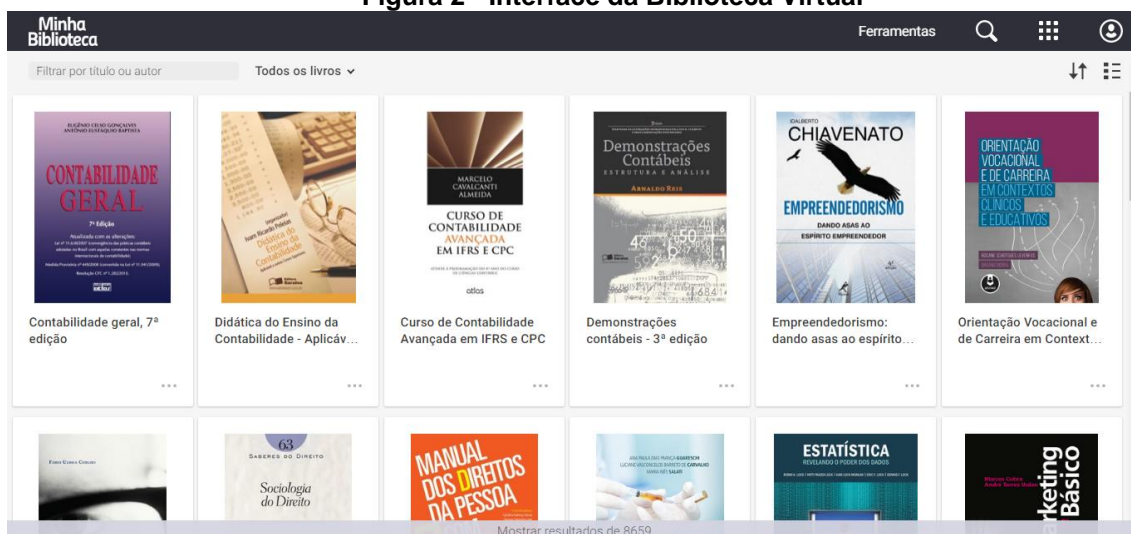 Figura 2 - Interface da Biblioteca Virtual
Minha
Biblioteca
Ferramentas
Filtrar por título ou autor
Todos os livros
EUGÊNIO CELSO GONÇALVES
ANTÔNIO EUSTÁQUIO BAPTISTA
CONTABILIDADE
GERAL
7ª Edição
atlas
Ivam Ricardo Peleias
Didática do
Ensino da
Contabilidade
MARCELO
CAVALCANTI
ALMEIDA
CURSO DE
CONTABILIDADE
AVANÇADA
EM IFRS E CPC
atlas
Demonstrações
Contábeis
ESTRUTURA E ANÁLISE
ARNALDO REIS
IDALBERTO
CHIAVENATO
EMPREENDEDORISMO
DANDO ASAS AO
ESPÍRITO EMPREENDEDOR
ORIENTAÇÃO
VOCACIONAL
E DE CARREIRA
EM CONTEXTOS
CLÍNICOS
E EDUCATIVOS
Contabilidade geral, 7ª
edição
Didática do Ensino da
Contabilidade - Aplicáv...
Curso de Contabilidade
Avançada em IFRS e CPC
Demonstrações
contábeis - 3ª edição
Empreendedorismo:
dando asas ao espírito...
Orientação Vocacional e
de Carreira em Context...
63
SABERES DO DIREITO
Sociologia
do Direito
MANUAL
DOS DIREITOS
DA PESSOA
ESTATÍSTICA
REVELANDO O PODER DOS DADOS
arketing
Básico
Mostrar resultados de 8659